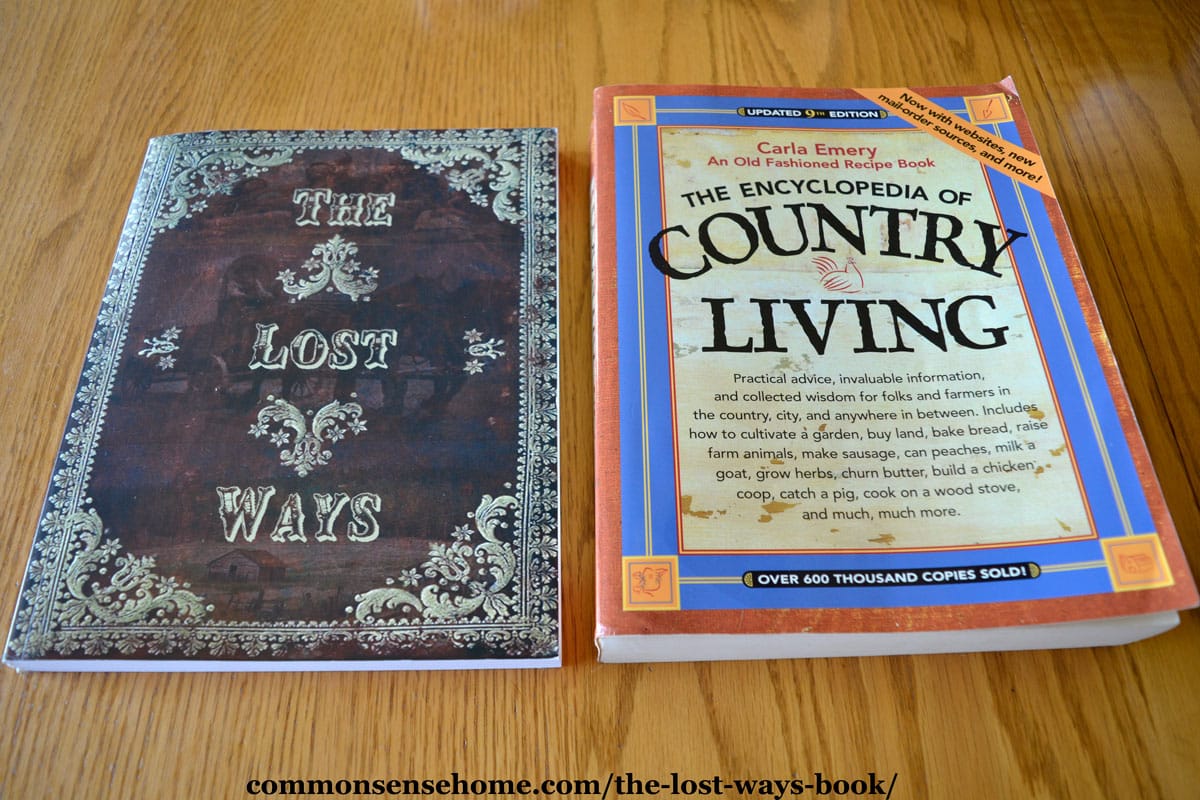 THE
LOST
WAYS
UPDATED 9TH EDITION
Now with websites, new
mail-order sources, and more!
Carla Emery
An Old Fashioned Recipe Book
THE ENCYCLOPEDIA OF
COUNTRY
LIVING
Practical advice, invaluable information,
and collected wisdom for folks and farmers in
the country, city, and anywhere in between. Includes
how to cultivate a garden, buy land, bake bread, raise
farm animals, make sausage, can peaches, milk a
goat, grow herbs, churn butter, build a chicken
coop, catch a pig, cook on a wood stove,
and much, much more.
OVER 600 THOUSAND COPIES SOLD!
commonsensehome.com/the-lost-ways-book/